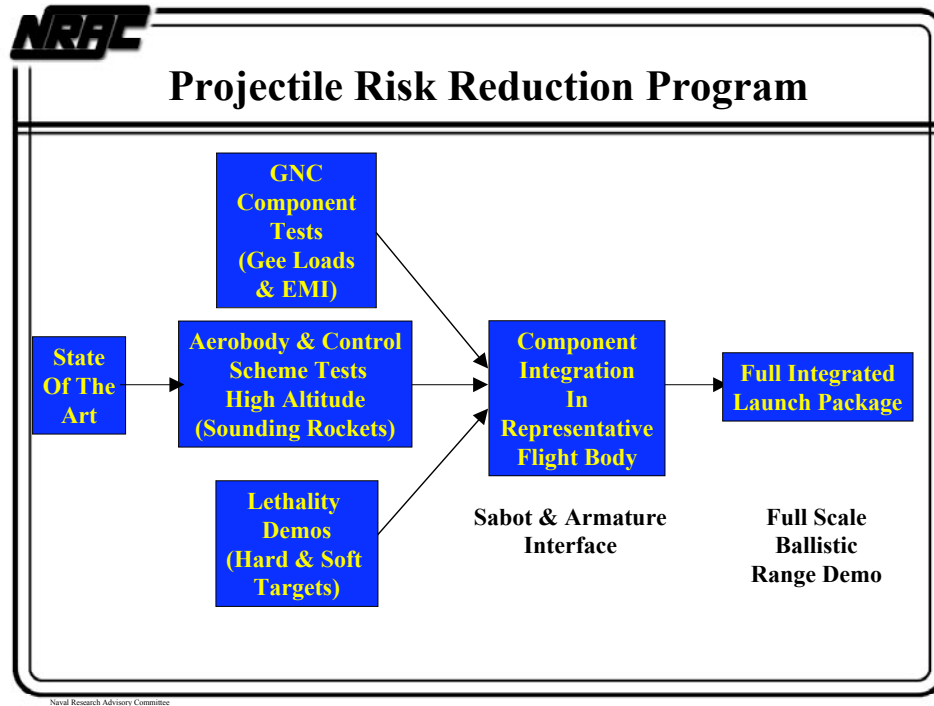 NRAC
Projectile Risk Reduction Program
GNC
Component
Tests
(Gee Loads
& EMI)
State
Of The
Art
Aerobody & Control
Scheme Tests
High Altitude
(Sounding Rockets)
Lethality
Demos
(Hard & Soft
Targets)
Component
Integration
In
Representative
Flight Body
Sabot & Armature
Interface
Full Integrated
Launch Package
Full Scale
Ballistic
Range Demo
Naval Research Advisory Committee